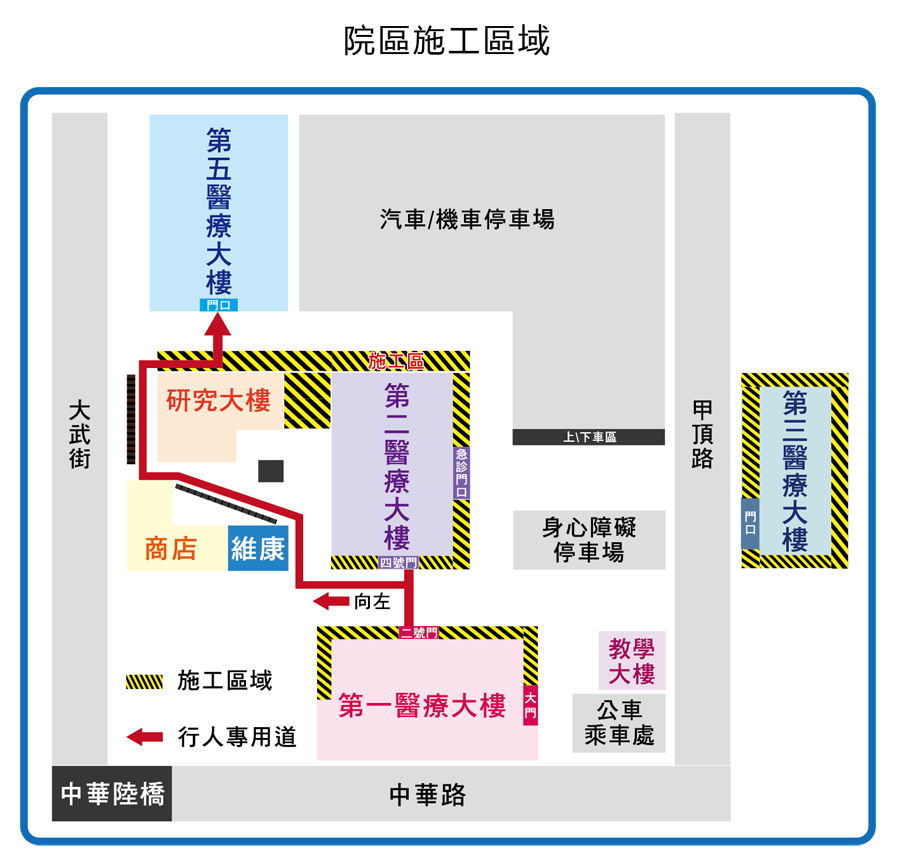 院區施工區域
第五醫療大樓
門口
汽車/機車停車場
施工區
研究大樓
第二醫療大樓
急診門口
四號門
上\下車區
大武街
甲頂路
第三醫療大樓
門口
身心障礙
停車場
商店
維康
向左
二號門
第一醫療大樓
大門
教學
大樓
公車
乘車處
施工區域
行人專用道
中華陸橋
中華路